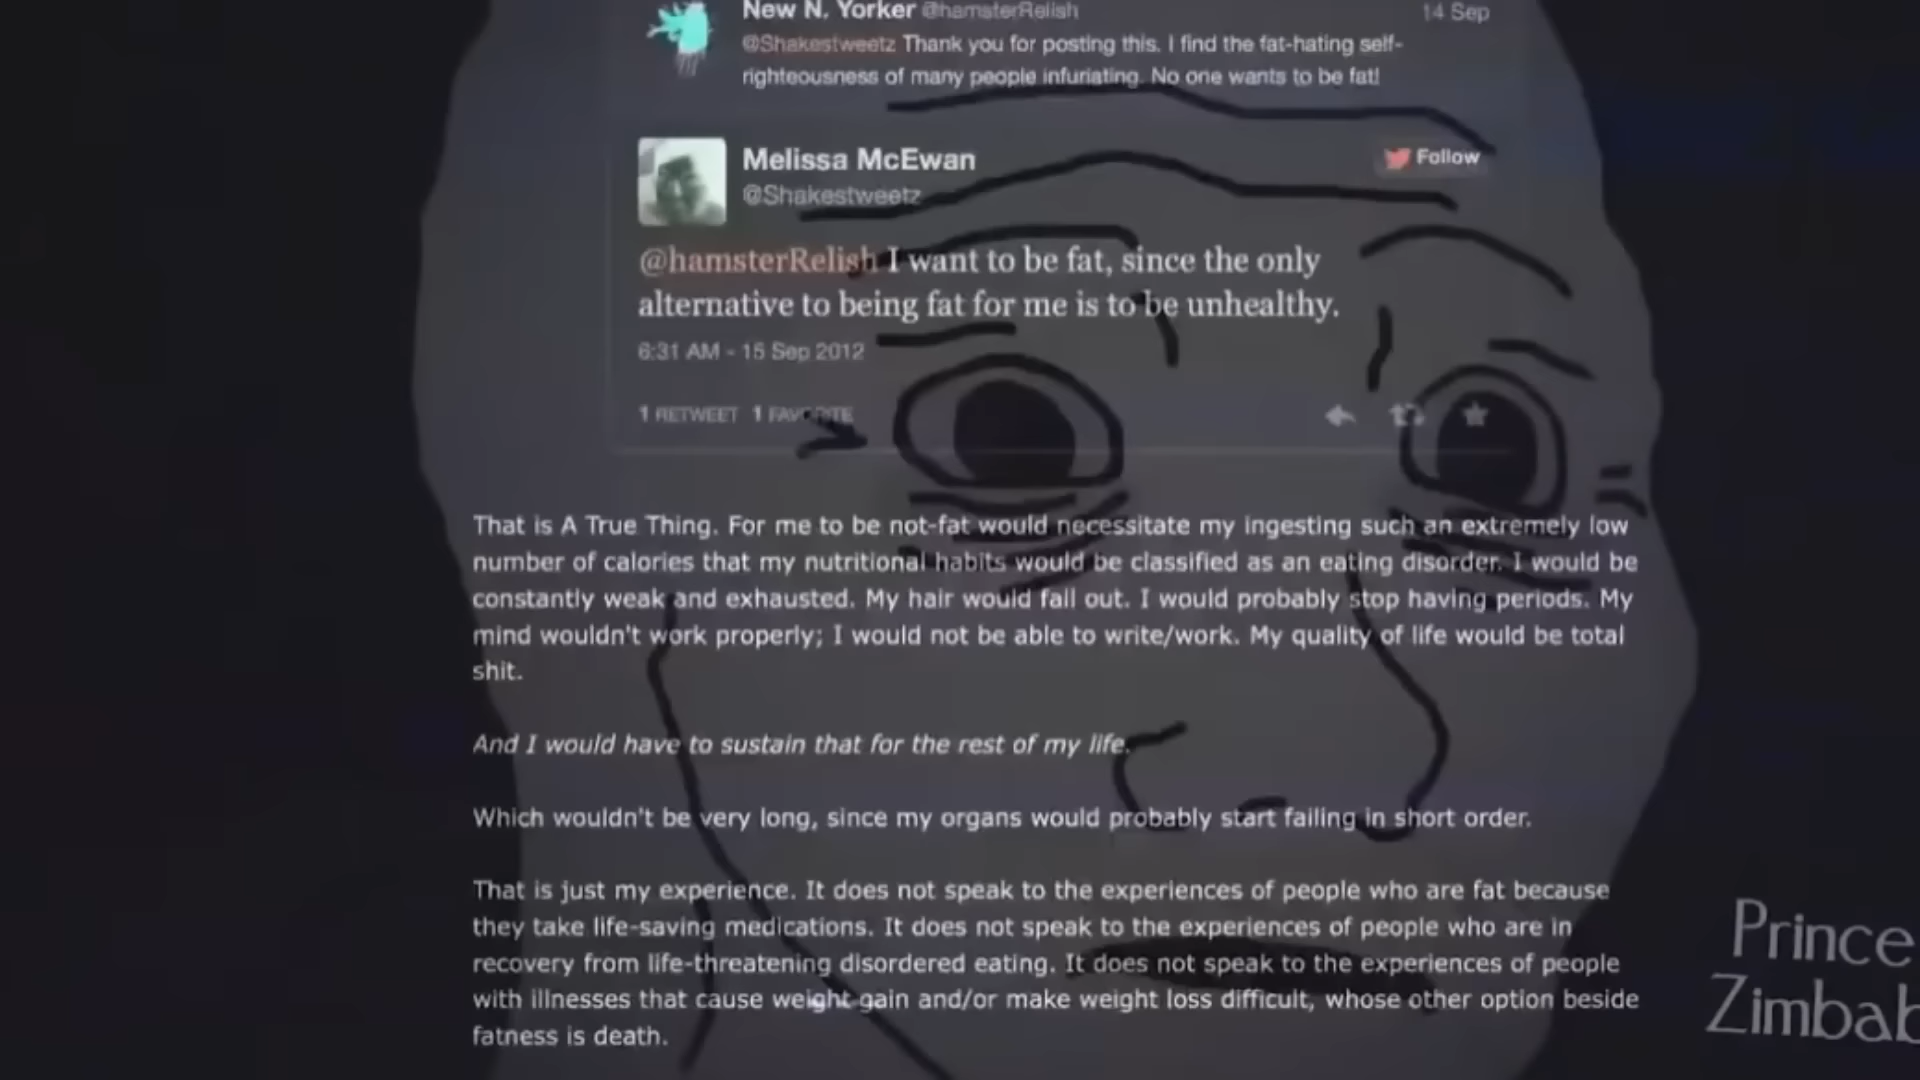 New N. Yorker @hamsterRelish 14 Sep
@Shakestweetz Thank you for posting this. I find the fat-hating self-
righteousness of many people infuriating. No one wants to be fat!
Melissa McEwan Follow
@Shakestweetz
@hamsterRelish I want to be fat, since the only
alternative to being fat for me is to be unhealthy.
6:31 AM - 15 Sep 2012
1 RETWEET 1 FAVORITE
That is A True Thing. For me to be not-fat would necessitate my ingesting such an extremely low
number of calories that my nutritional habits would be classified as an eating disorder. I would be
constantly weak and exhausted. My hair would fall out. I would probably stop having periods. My
mind wouldn't work properly; I would not be able to write/work. My quality of life would be total
shit.
And I would have to sustain that for the rest of my life.
Which wouldn't be very long, since my organs would probably start failing in short order.
That is just my experience. It does not speak to the experiences of people who are fat because
they take life-saving medications. It does not speak to the experiences of people who are in
recovery from life-threatening disordered eating. It does not speak to the experiences of people
with illnesses that cause weight gain and/or make weight loss difficult, whose other option beside
fatness is death.
Prince
Zimbab